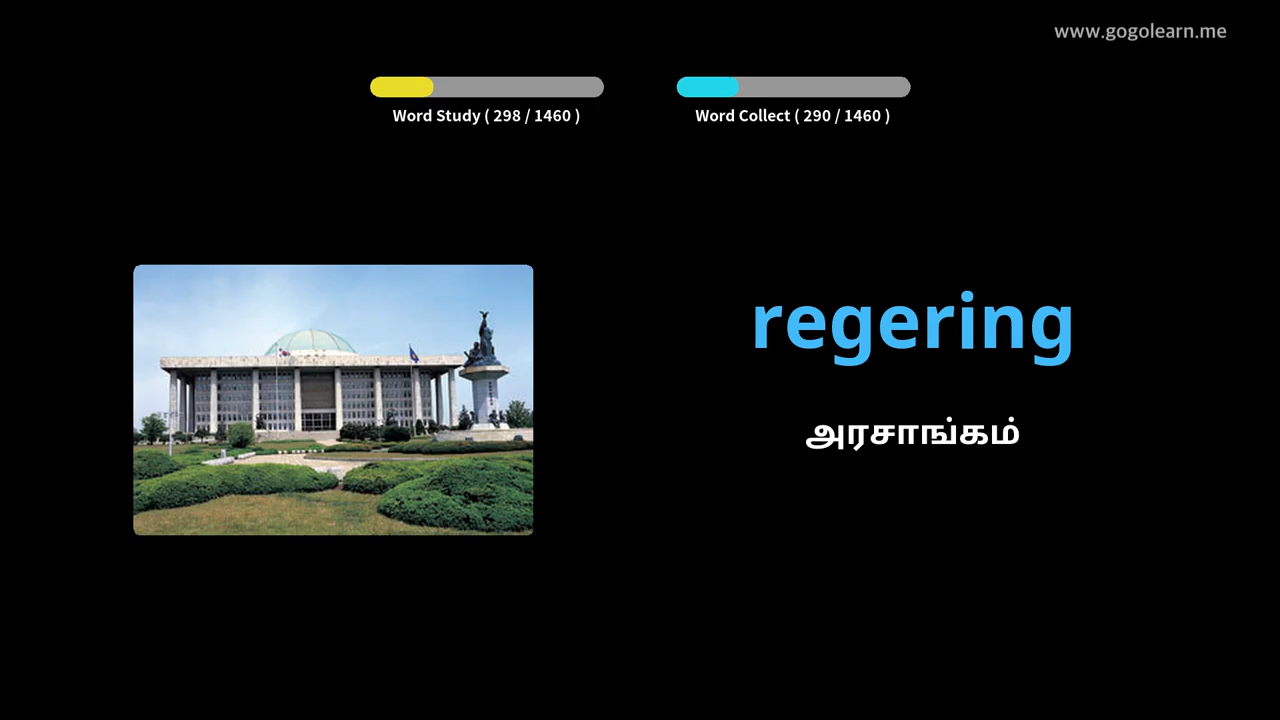 www.gogolearn.me
Word Study ( 298 / 1460 )
Word Collect ( 290 / 1460 )
regering
அரசாங்கம்